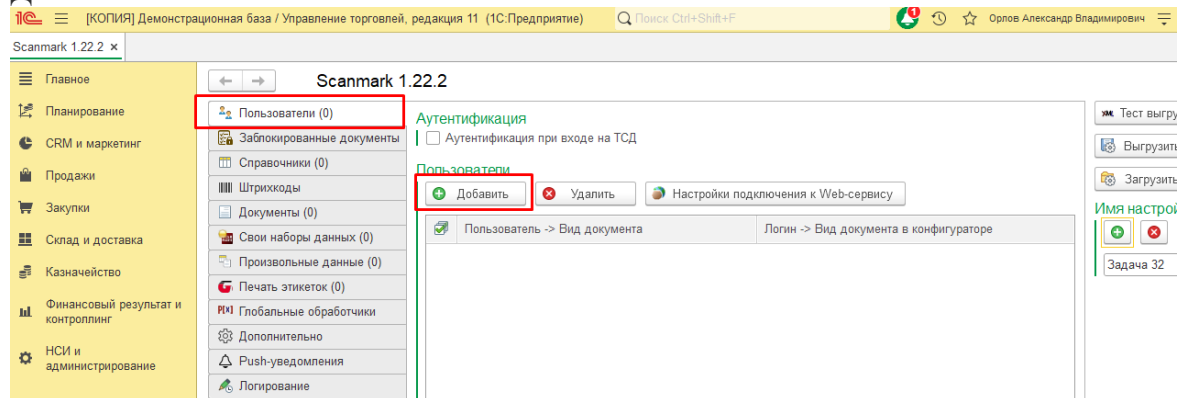 [КОПИЯ] Демонстрационная база / Управление торговлей, редакция 11 (1С:Предприятие)
Поиск Ctrl+Shift+F
1
Орлов Александр Владимирович
Scanmark 1.22.2 ×
Главное
Планирование
CRM и маркетинг
Продажи
Закупки
Склад и доставка
Казначейство
Финансовый результат и
контроллинг
НСИ и
администрирование
Scanmark 1.22.2
Пользователи (0)
Заблокированные документы
Справочники (0)
Штрихкоды
Документы (0)
Свои наборы данных (0)
Произвольные данные (0)
Печать этикеток (0)
P[x] Глобальные обработчики
Дополнительно
Push-уведомления
Логирование
Аутентификация
Аутентификация при входе на ТСД
Пользователи
Добавить
Удалить
Настройки подключения к Web-сервису
Пользователь -> Вид документа
Логин -> Вид документа в конфигураторе
XML Тест выгру
Выгрузить
Загрузить
Имя настрой
Задача 32